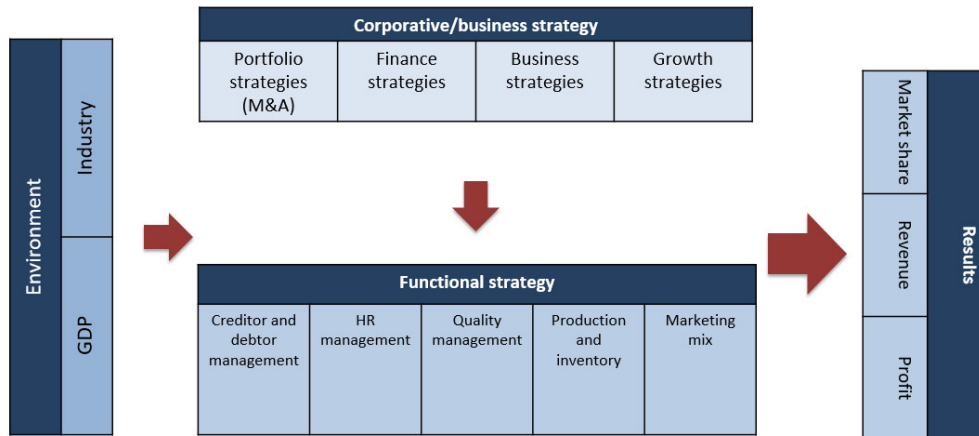 Environment
Industry
GDP
Corporative/business strategy
Portfolio
strategies
(M&A)
Finance
strategies
Business
strategies
Growth
strategies
Functional strategy
Creditor and
debtor
management
HR
management
Quality
management
Production
and
inventory
Marketing
mix
Market share
Revenue
Profit
Results